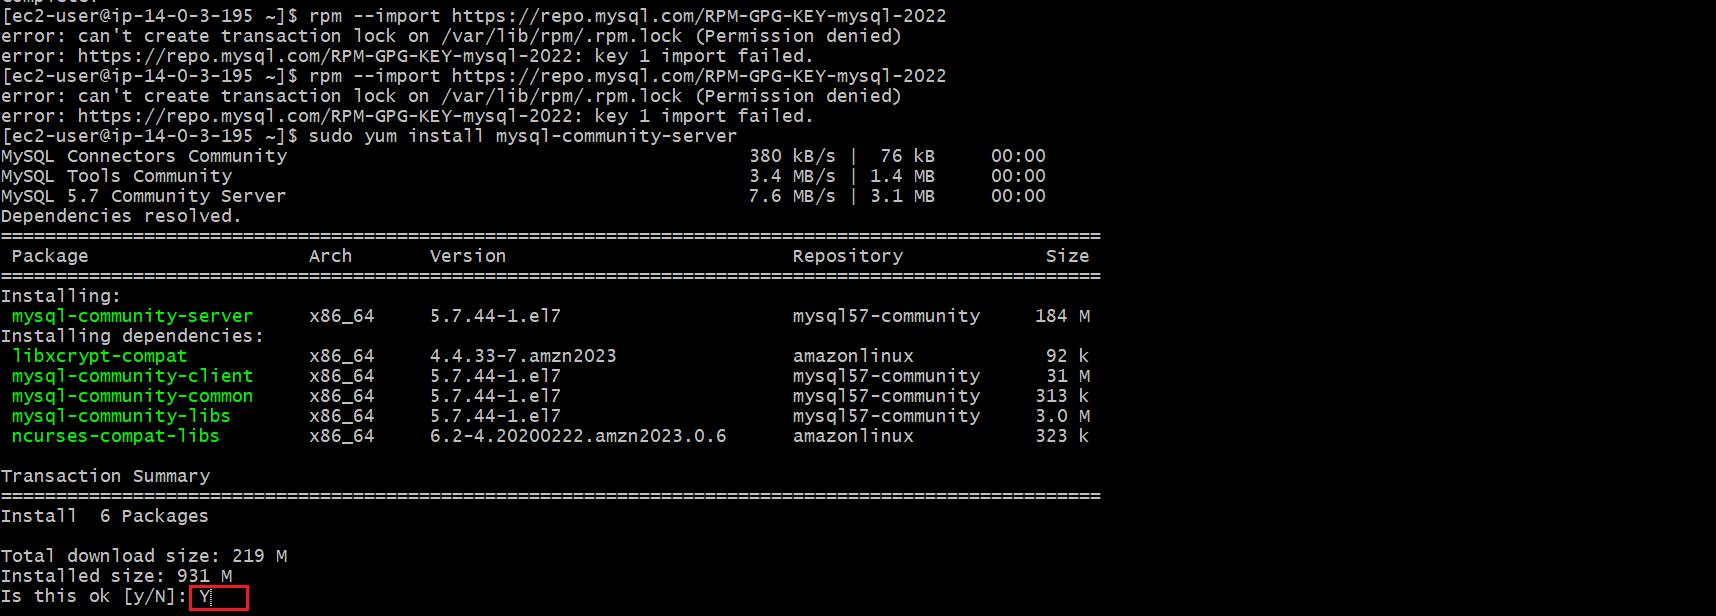 Complete!
[ec2-user@ip-14-0-3-195 ~]$ rpm --import https://repo.mysql.com/RPM-GPG-KEY-mysql-2022
error: can't create transaction lock on /var/lib/rpm/.rpm.lock (Permission denied)
error: https://repo.mysql.com/RPM-GPG-KEY-mysql-2022: key 1 import failed.
[ec2-user@ip-14-0-3-195 ~]$ rpm --import https://repo.mysql.com/RPM-GPG-KEY-mysql-2022
error: can't create transaction lock on /var/lib/rpm/.rpm.lock (Permission denied)
error: https://repo.mysql.com/RPM-GPG-KEY-mysql-2022: key 1 import failed.
[ec2-user@ip-14-0-3-195 ~]$ sudo yum install mysql-community-server
MySQL Connectors Community 380 kB/s | 76 kB 00:00
MySQL Tools Community 3.4 MB/s | 1.4 MB 00:00
MySQL 5.7 Community Server 7.6 MB/s | 3.1 MB 00:00
Dependencies resolved.
====================================================================================================
Package Arch Version Repository Size
====================================================================================================
Installing:
mysql-community-server x86_64 5.7.44-1.el7 mysql57-community 184 M
Installing dependencies:
libxcrypt-compat x86_64 4.4.33-7.amzn2023 amazonlinux 92 k
mysql-community-client x86_64 5.7.44-1.el7 mysql57-community 31 M
mysql-community-common x86_64 5.7.44-1.el7 mysql57-community 313 k
mysql-community-libs x86_64 5.7.44-1.el7 mysql57-community 3.0 M
ncurses-compat-libs x86_64 6.2-4.20200222.amzn2023.0.6 amazonlinux 323 k
Transaction Summary
====================================================================================================
Install 6 Packages
Total download size: 219 M
Installed size: 931 M
Is this ok [y/N]: Y